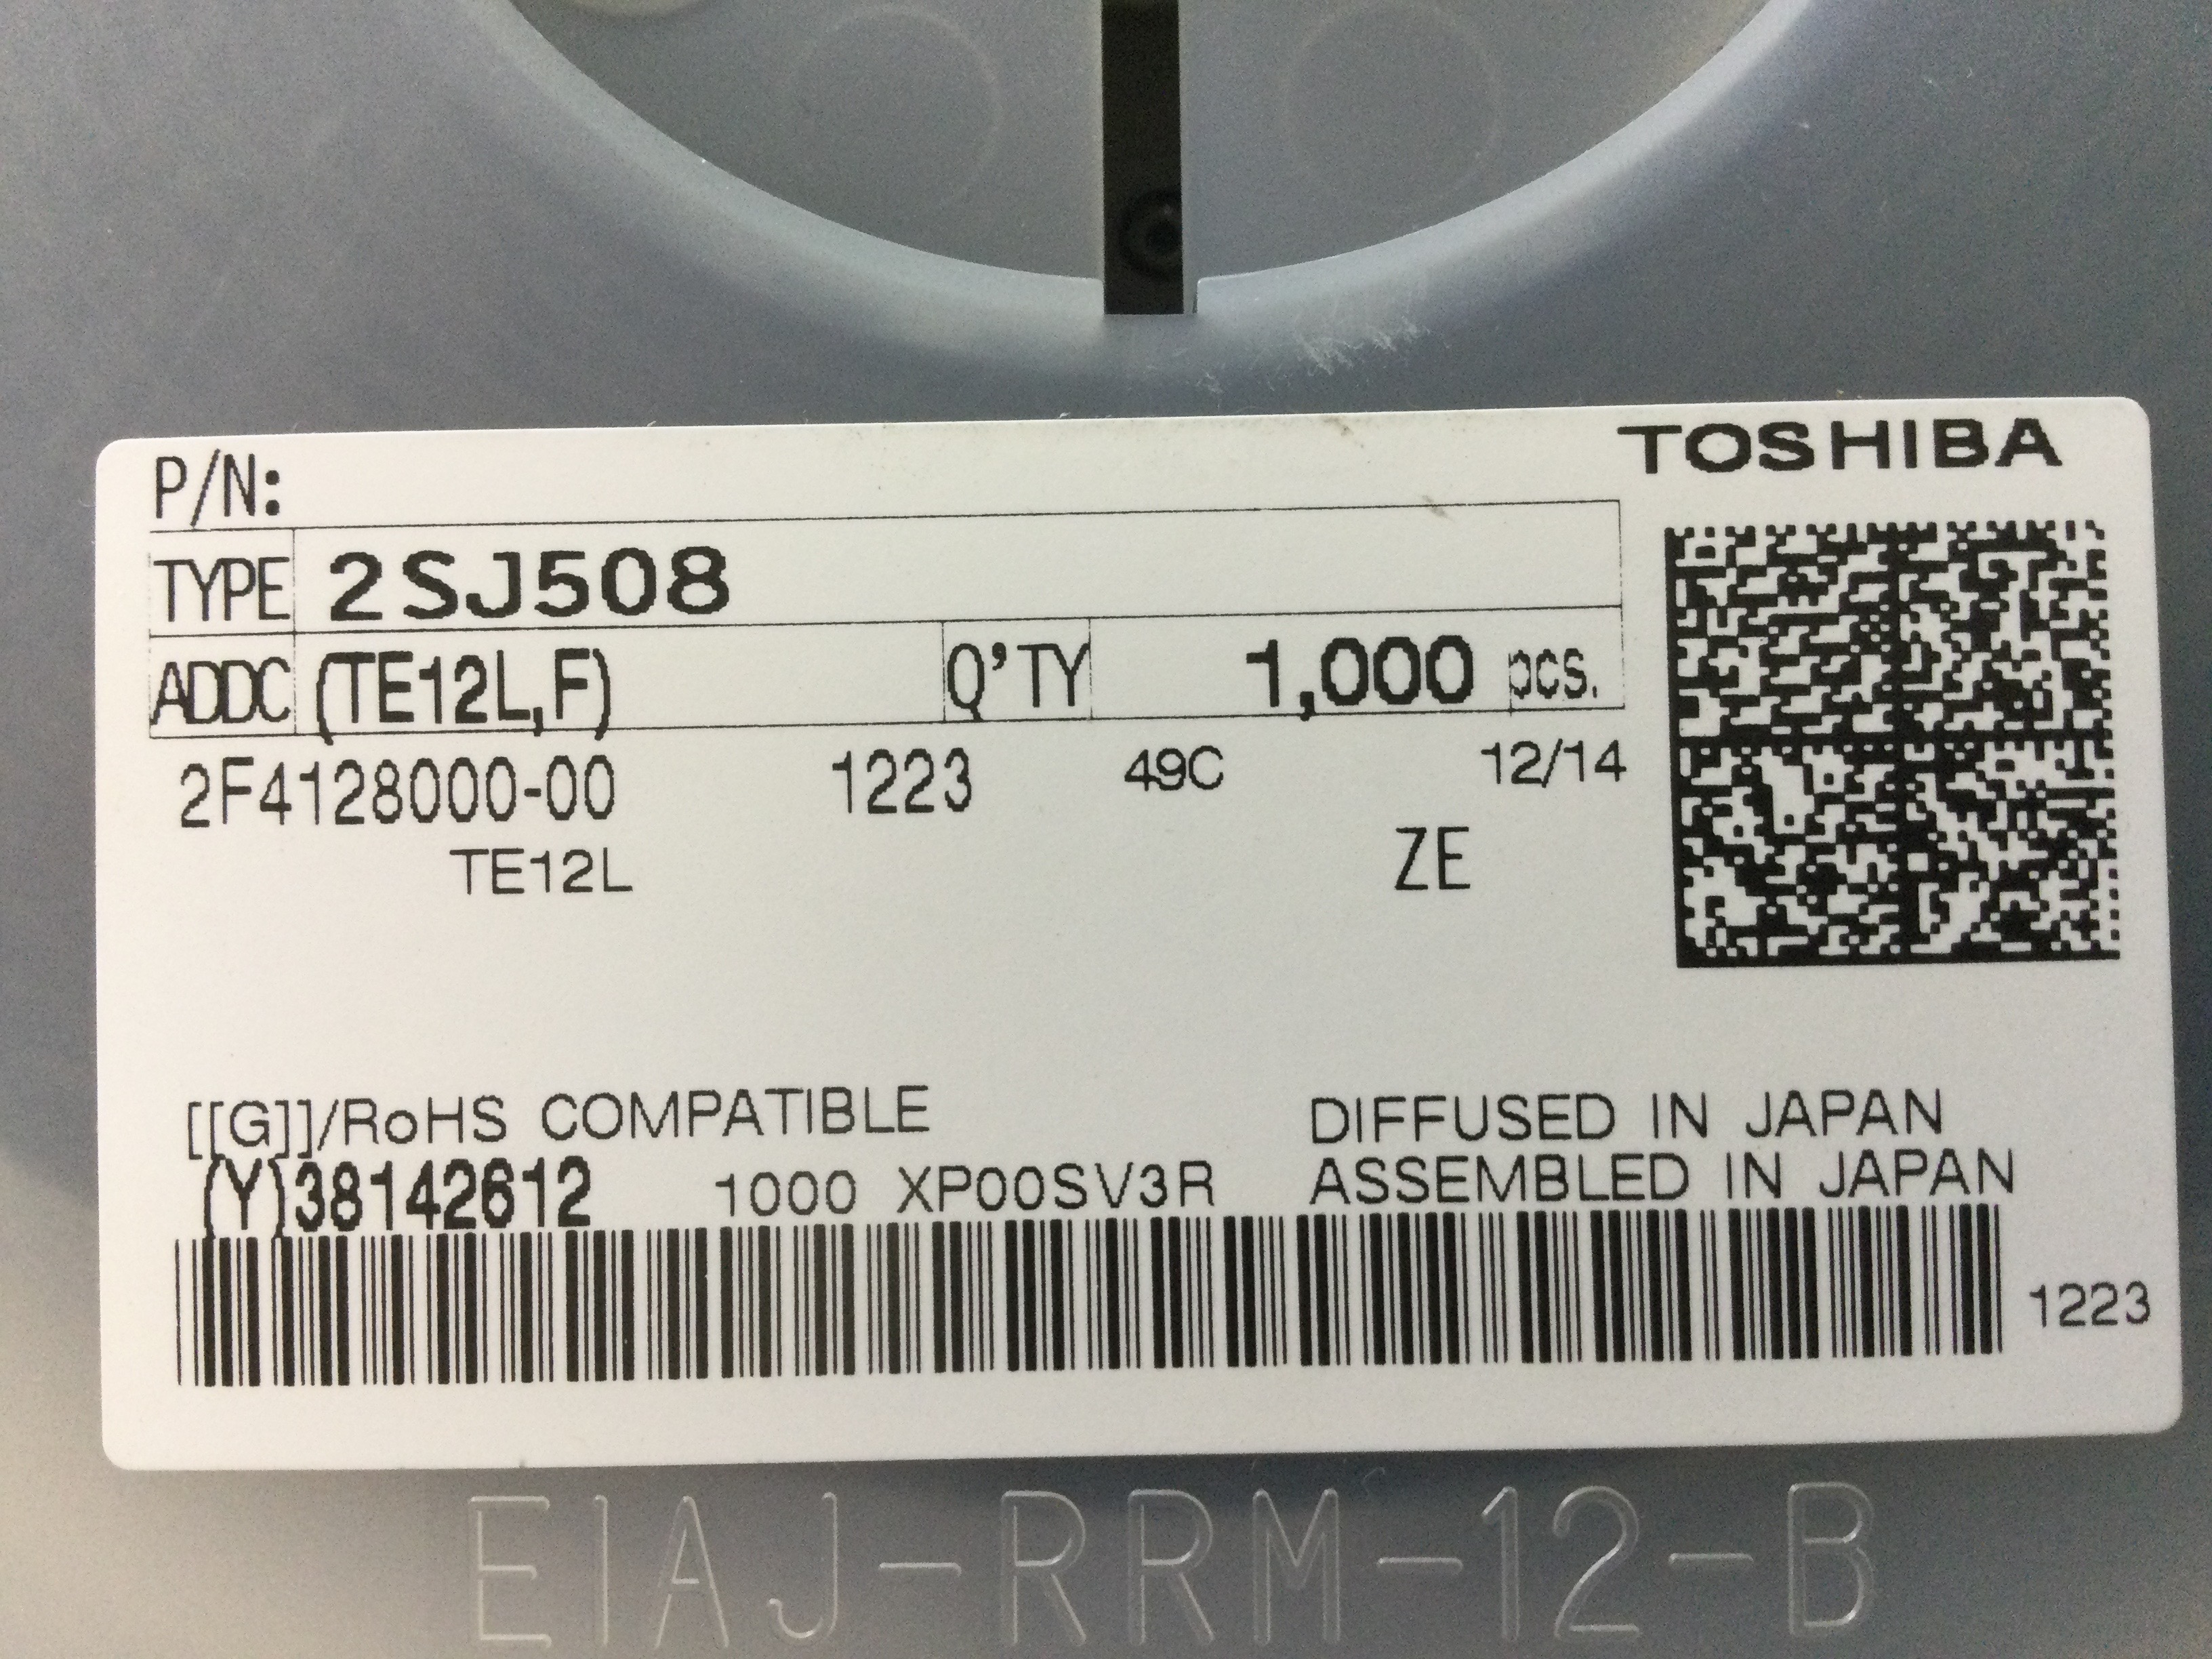 TOSHIBA
P/N:
TYPE 2SJ508
ADDC (TE12L,F) Q'TY 1,000 pcs.
2F4128000-00 1223 49C 12/14
TE12L ZE
[[G]]/RoHS COMPATIBLE DIFFUSED IN JAPAN
(Y)38142612 1000 XP00SV3R ASSEMBLED IN JAPAN
1223
EIAJ-RRM-12-B